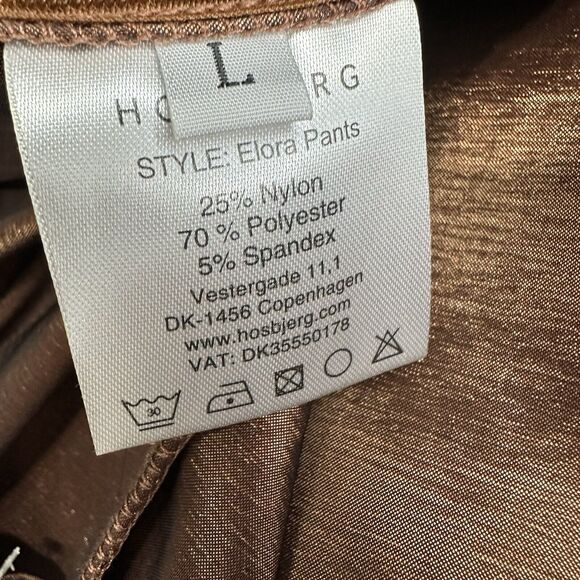 L
H RG
STYLE: Elora Pants
25% Nylon
70 % Polyester
5% Spandex
Vestergade 11,1
DK-1456 Copenhagen
www.hosbjerg.com
VAT: DK35550178
30